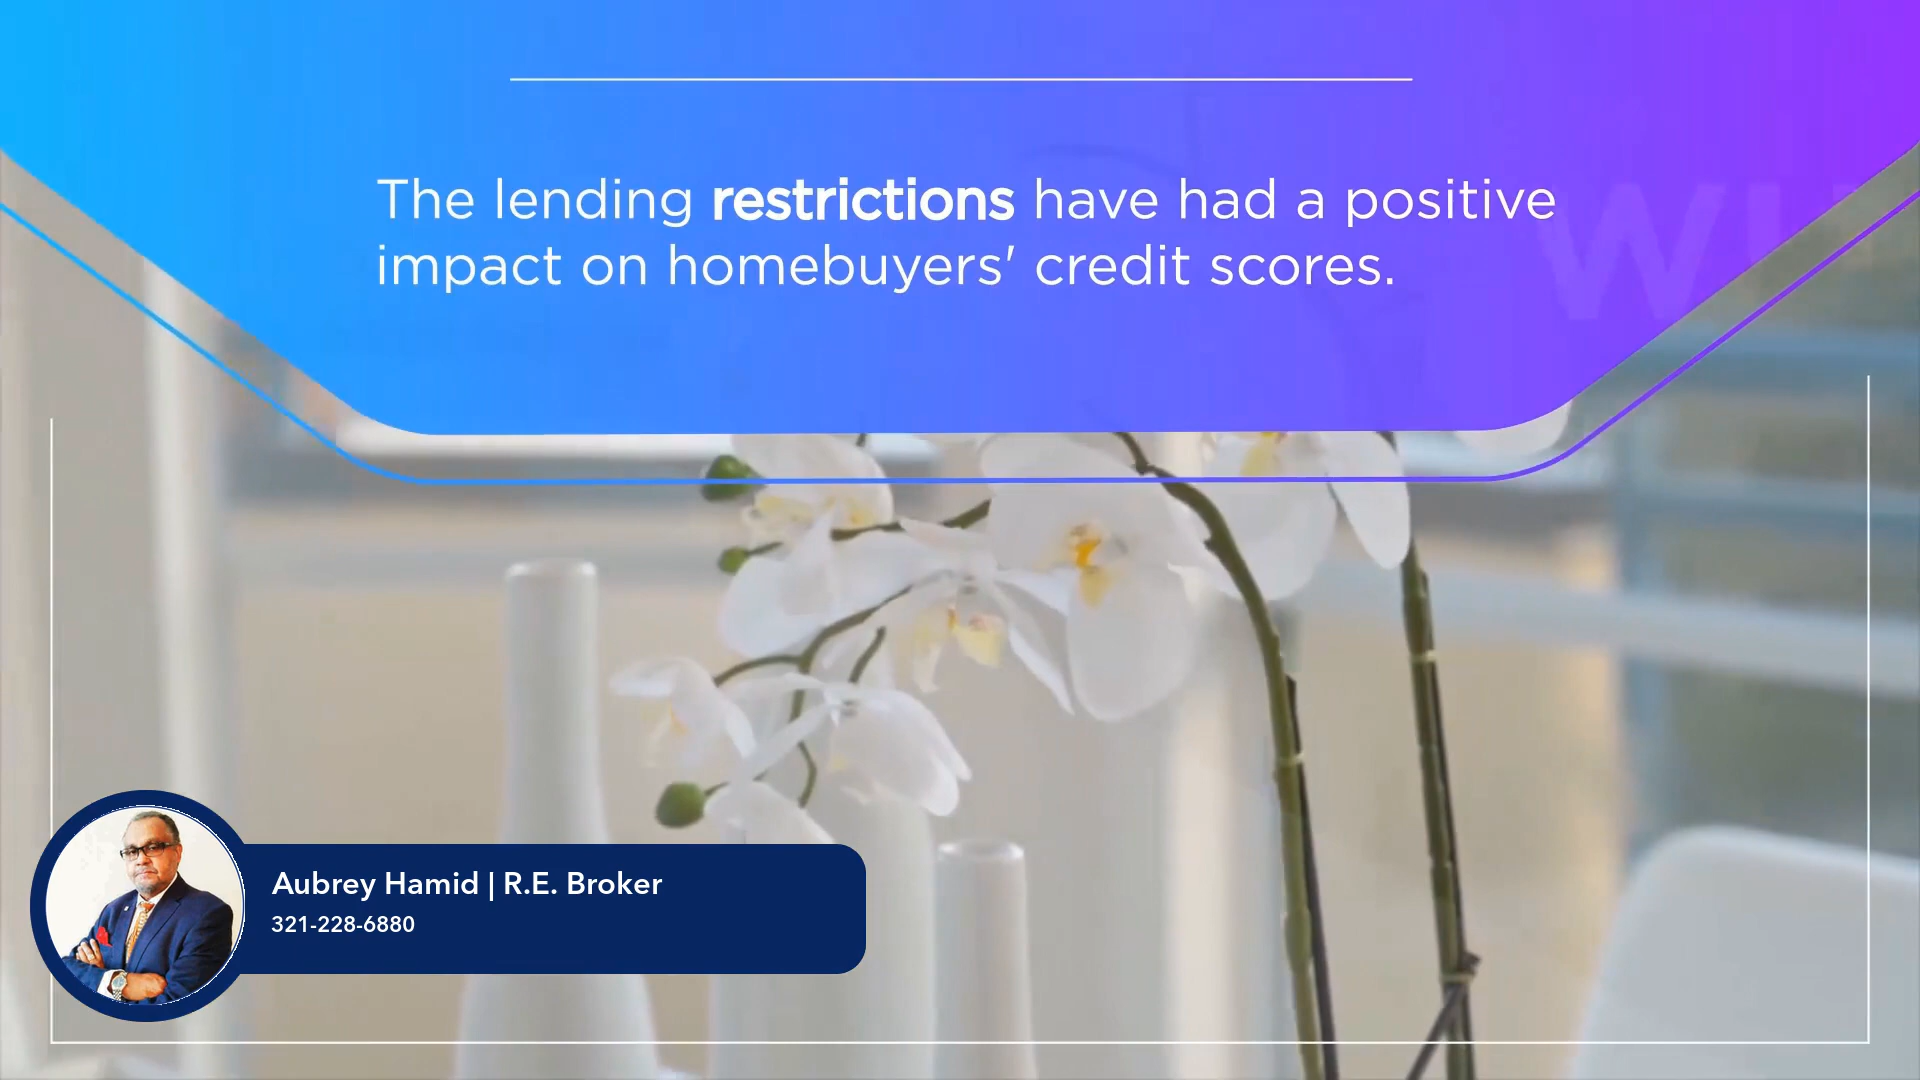 The lending restrictions have had a positive
impact on homebuyers' credit scores.
Aubrey Hamid | R.E. Broker
321-228-6880